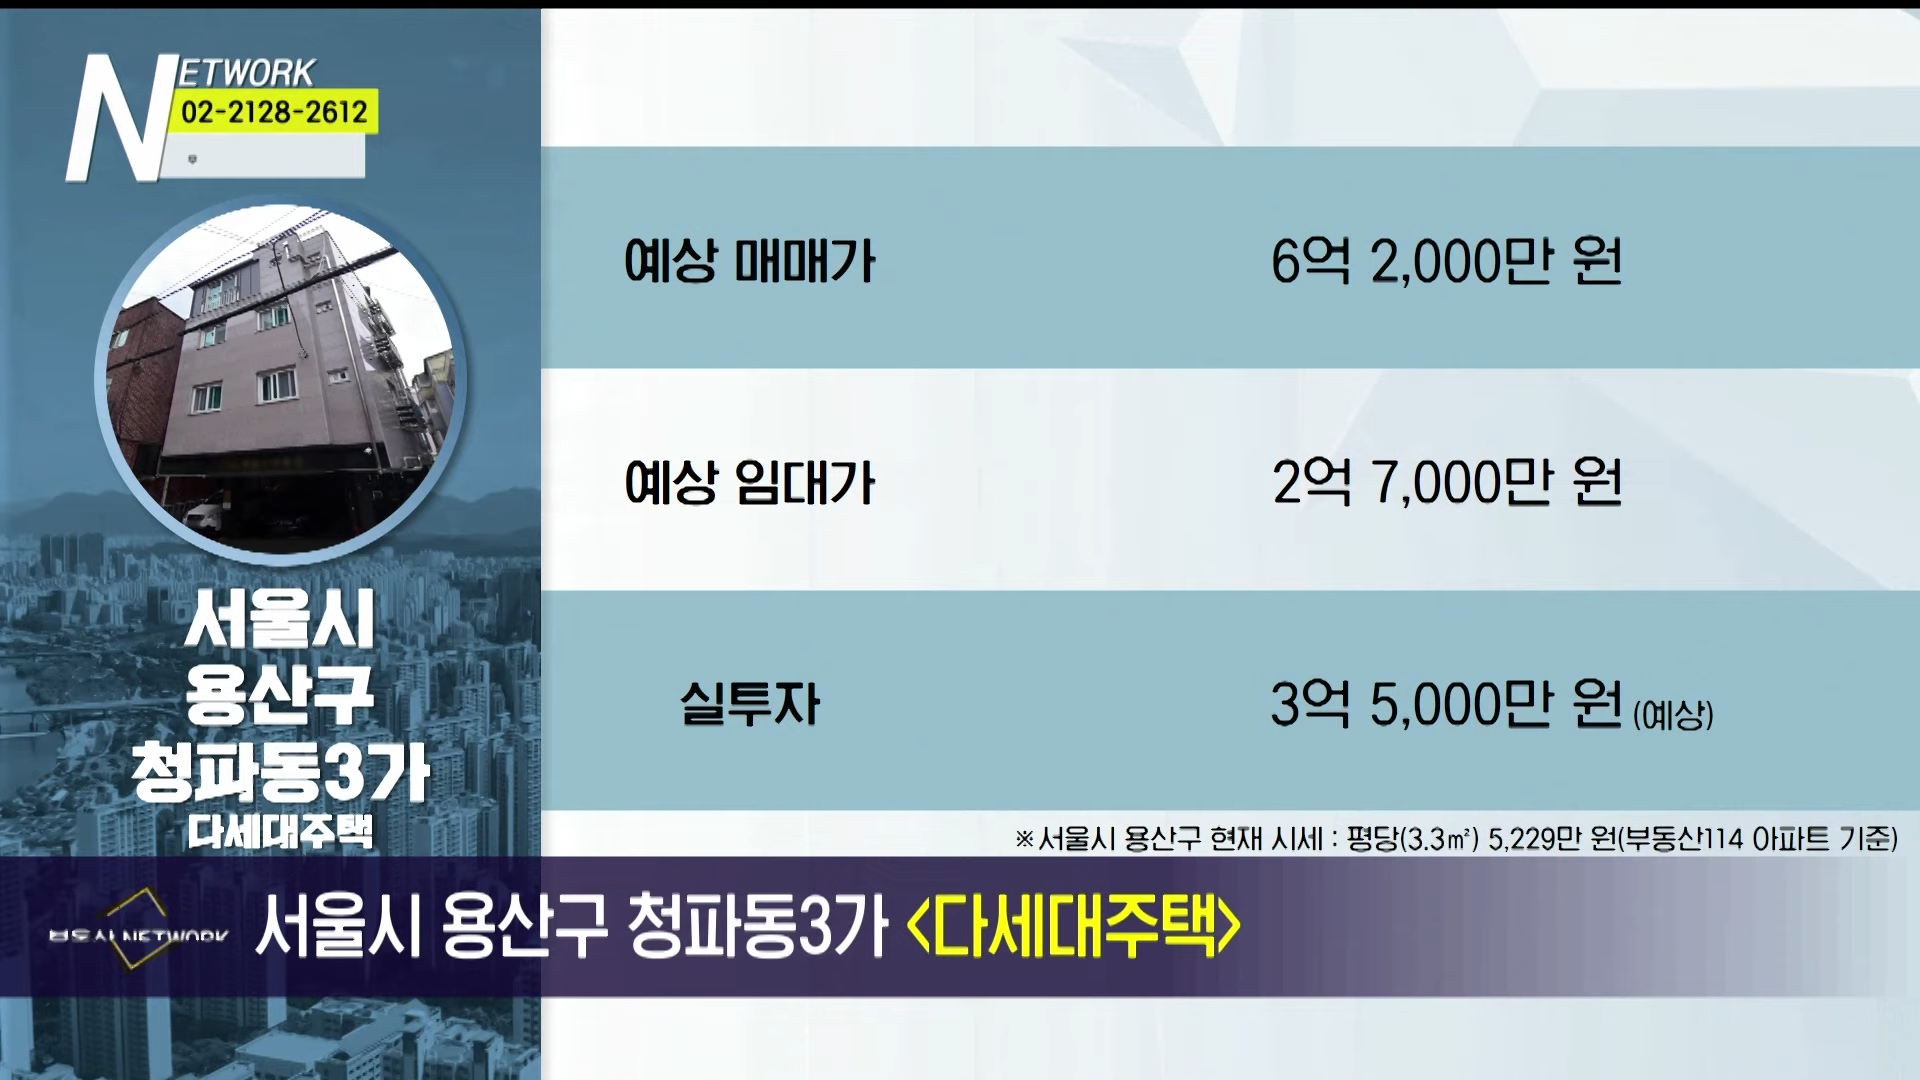 NETWORK
02-2128-2612
예상 매매가 6억 2,000만 원
예상 임대가 2억 7,000만 원
실투자 3억 5,000만 원 (예상)
서울시
용산구
청파동3가
다세대주택
※서울시 용산구 현재 시세 : 평당(3.3㎡) 5,229만 원(부동산114 아파트 기준)
NETWORK
서울시 용산구 청파동3가 <다세대주택>